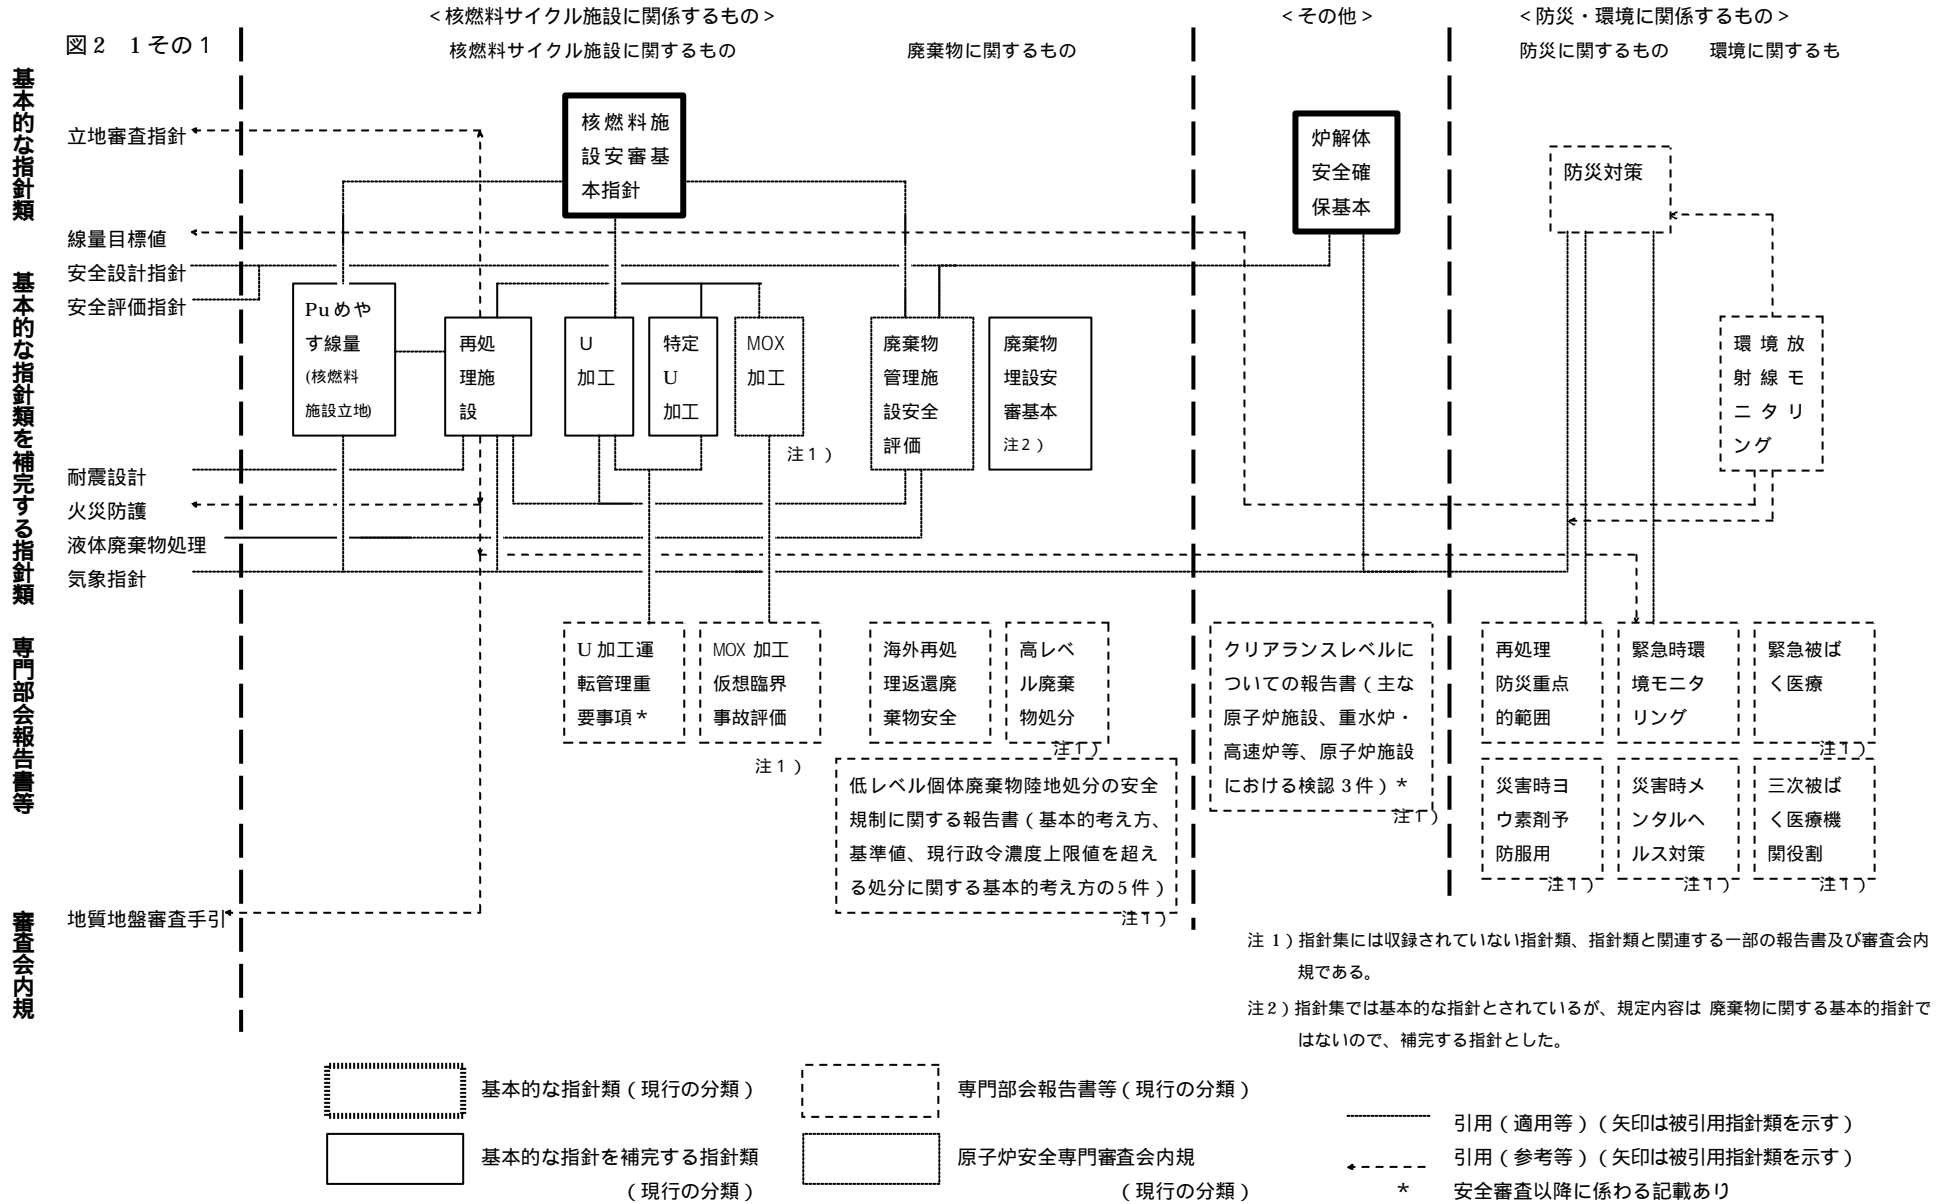 ＜核燃料サイクル施設に関係するもの＞
＜その他＞
＜防災・環境に関係するもの＞
図２　１その１
核燃料サイクル施設に関するもの
廃棄物に関するもの
防災に関するもの
環境に関するも
基本的な指針類
基本的な指針類を補完する指針類
専門部会報告書等
審査会内規
立地審査指針
線量目標値
安全設計指針
安全評価指針
耐震設計
火災防護
液体廃棄物処理
気象指針
地質地盤審査手引
核燃料施
設安審基
本指針
炉解体
安全確
保基本
防災対策
Puめや
す線量
(核燃料
施設立地)
再処
理施
設
U
加工
特定
U
加工
MOX
加工
注１）
廃棄物
管理施
設安全
評価
廃棄物
埋設安
審基本
注２）
環境放
射線モ
ニタリ
ング
U加工運
転管理重
要事項＊
MOX加工
仮想臨界
事故評価
注１）
海外再処
理返還廃
棄物安全
高レベ
ル廃棄
物処分
注１）
低レベル個体廃棄物陸地処分の安全
規制に関する報告書（基本的考え方、
基準値、現行政令濃度上限値を超え
る処分に関する基本的考え方の５件）
注１）
クリアランスレベルに
ついての報告書（主な
原子炉施設、重水炉・
高速炉等、原子炉施設
における検認３件）＊
注１）
再処理
防災重点
的範囲
緊急時環
境モニタ
リング
緊急被ば
く医療
注１）
災害時ヨ
ウ素剤予
防服用
注１）
災害時メ
ンタルヘ
ルス対策
注１）
三次被ば
く医療機
関役割
注１）
注１）指針集には収録されていない指針類、指針類と関連する一部の報告書及び審査会内
規である。
注２）指針集では基本的な指針とされているが、規定内容は 廃棄物に関する基本的指針で
はないので、補完する指針とした。
基本的な指針類（現行の分類）
専門部会報告書等（現行の分類）
基本的な指針を補完する指針類
（現行の分類）
原子炉安全専門審査会内規
（現行の分類）
引用（適用等）（矢印は被引用指針類を示す）
引用（参考等）（矢印は被引用指針類を示す）
＊　安全審査以降に係わる記載あり